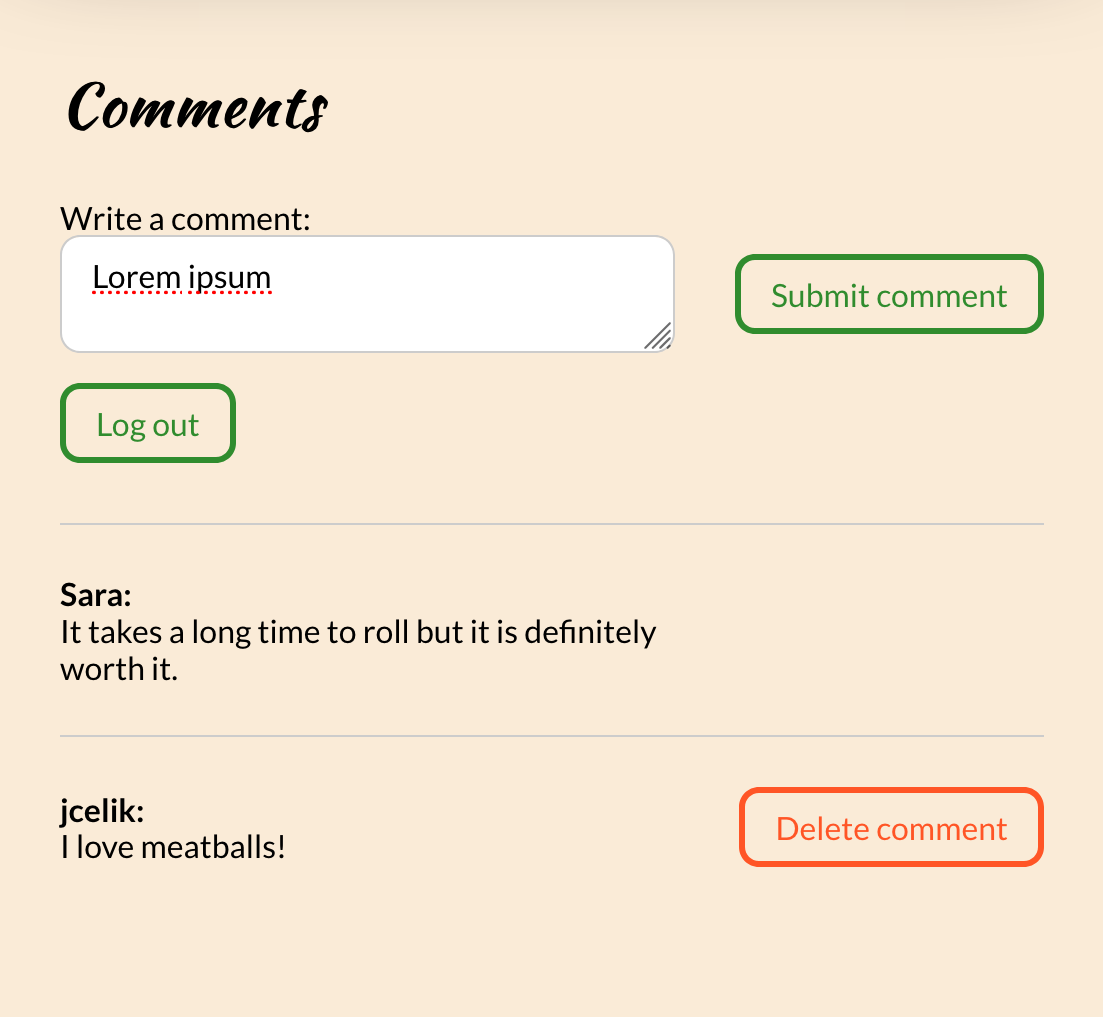 Comments
Write a comment:
Lorem ipsum
Submit comment
Log out
Sara:
It takes a long time to roll but it is definitely
worth it.
jcelik:
I love meatballs!
Delete comment